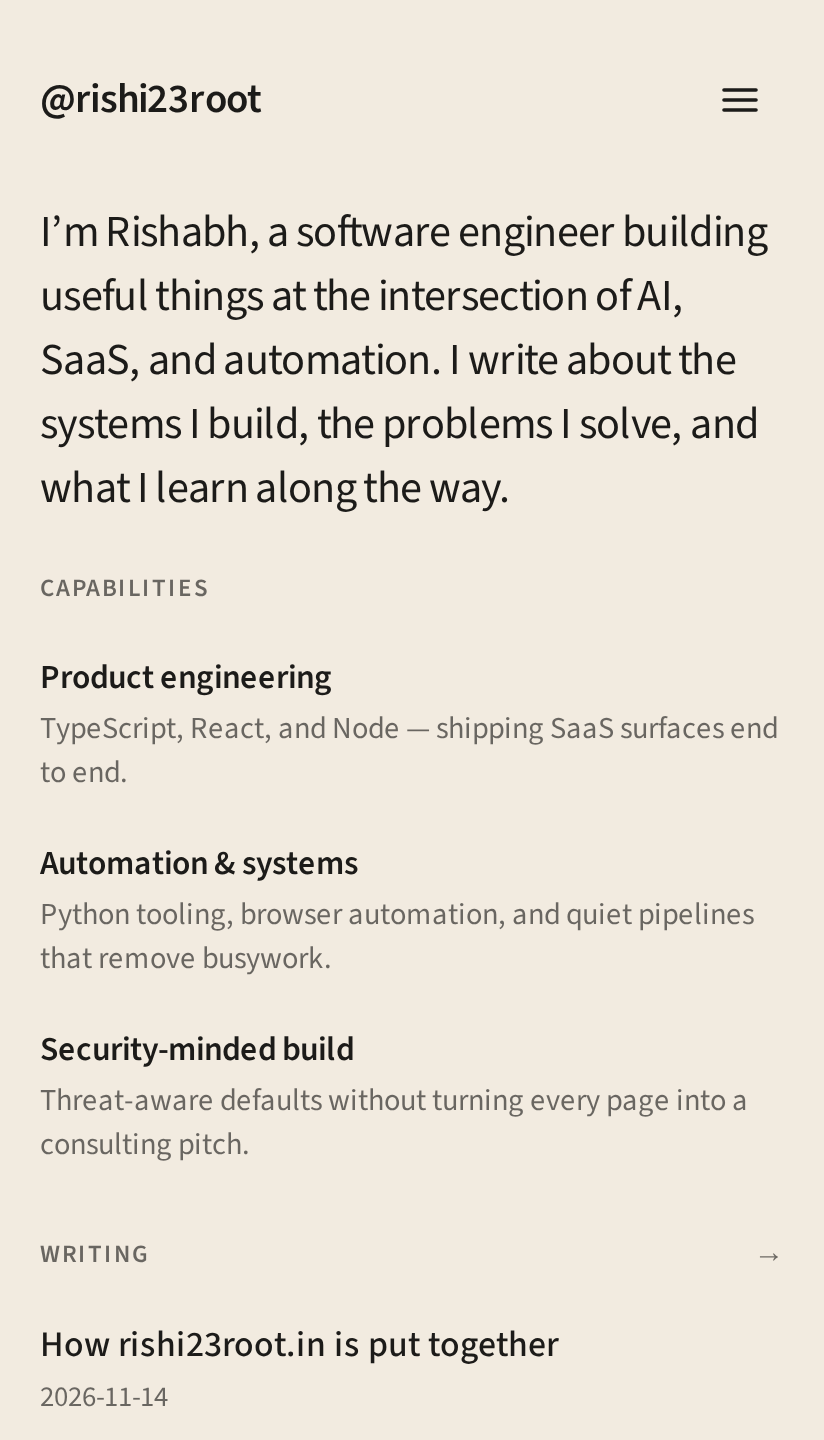 @rishi23root
I’m Rishabh, a software engineer building
useful things at the intersection of AI,
SaaS, and automation. I write about the
systems I build, the problems I solve, and
what I learn along the way.
CAPABILITIES
Product engineering
TypeScript, React, and Node — shipping SaaS surfaces end
to end.
Automation & systems
Python tooling, browser automation, and quiet pipelines
that remove busywork.
Security-minded build
Threat-aware defaults without turning every page into a
consulting pitch.
WRITING →
How rishi23root.in is put together
2026-11-14